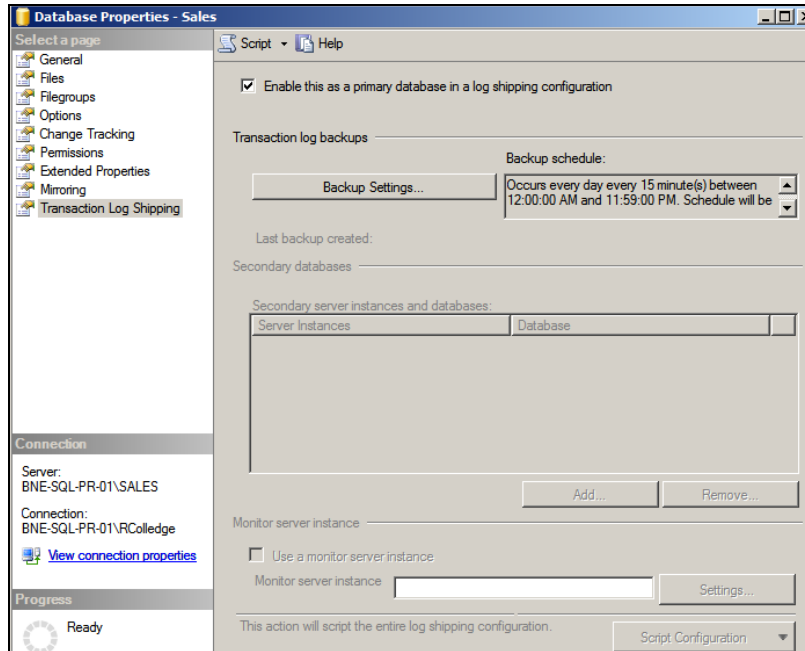 Database Properties - Sales
Select a page
General
Files
Filegroups
Options
Change Tracking
Permissions
Extended Properties
Mirroring
Transaction Log Shipping
Connection
Server:
BNE-SQL-PR-01\SALES
Connection:
BNE-SQL-PR-01\RColledge
View connection properties
Progress
Ready
Script Help
Enable this as a primary database in a log shipping configuration
Transaction log backups
Backup schedule:
Backup Settings...
Occurs every day every 15 minute(s) between
12:00:00 AM and 11:59:00 PM. Schedule will be
Last backup created:
Secondary databases
Secondary server instances and databases:
Server Instances Database
Add... Remove...
Monitor server instance
Use a monitor server instance
Monitor server instance
Settings...
This action will script the entire log shipping configuration.
Script Configuration